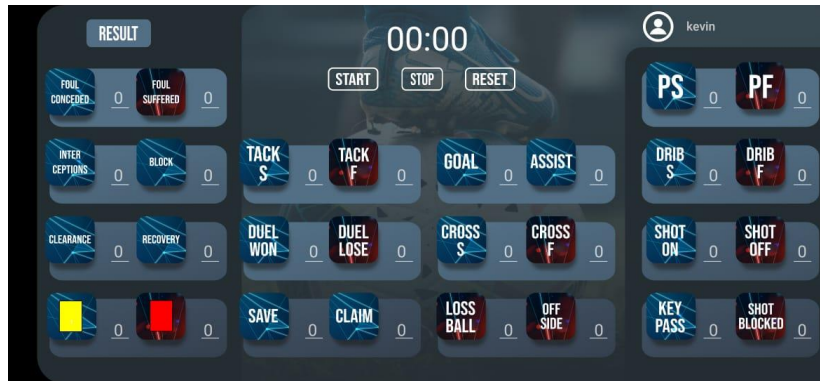 RESULT
00:00
kevin
START STOP RESET
FOUL
CONCEDED 0
FOUL
SUFFERED 0
PS 0 PF 0
INTER
CEPTIONS 0
BLOCK 0
TACK
S 0
TACK
F 0
GOAL 0 ASSIST 0
DRIB
S 0
DRIB
F 0
CLEARANCE 0 RECOVERY 0
DUEL
WON 0
DUEL
LOSE 0
CROSS
S 0
CROSS
F 0
SHOT
ON 0
SHOT
OFF 0
0 0
SAVE 0 CLAIM 0
LOSS
BALL 0
OFF
SIDE 0
KEY
PASS 0
SHOT
BLOCKED 0